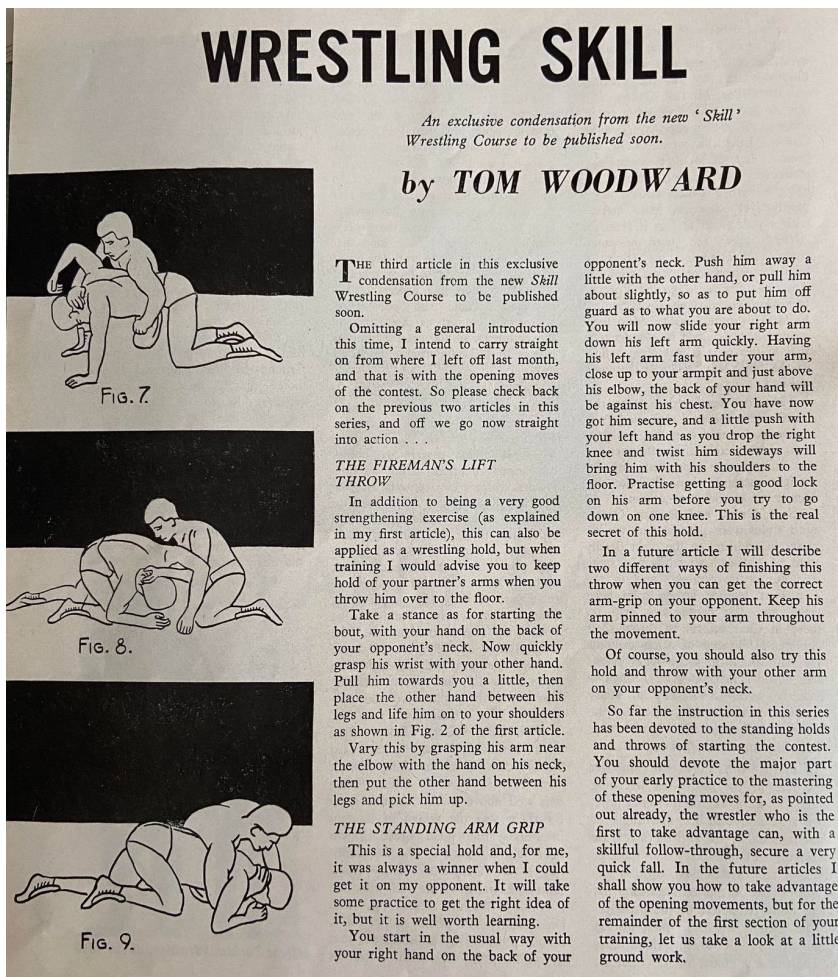 WRESTLING SKILL
An exclusive condensation from the new ‘Skill’
Wrestling Course to be published soon.
by TOM WOODWARD
FIG. 7.
FIG. 8.
FIG. 9.
THE third article in this exclusive
condensation from the new Skill
Wrestling Course to be published
soon.
Omitting a general introduction
this time, I intend to carry straight
on from where I left off last month,
and that is with the opening moves
of the contest. So please check back
on the previous two articles in this
series, and off we go now straight
into action . . .
THE FIREMAN'S LIFT
THROW
In addition to being a very good
strengthening exercise (as explained
in my first article), this can also be
applied as a wrestling hold, but when
training I would advise you to keep
hold of your partner's arms when you
throw him over to the floor.
Take a stance as for starting the
bout, with your hand on the back of
your opponent's neck. Now quickly
grasp his wrist with your other hand.
Pull him towards you a little, then
place the other hand between his
legs and life him on to your shoulders
as shown in Fig. 2 of the first article.
Vary this by grasping his arm near
the elbow with the hand on his neck,
then put the other hand between his
legs and pick him up.
THE STANDING ARM GRIP
This is a special hold and, for me,
it was always a winner when I could
get it on my opponent. It will take
some practice to get the right idea of
it, but it is well worth learning.
You start in the usual way with
your right hand on the back of your
opponent's neck. Push him away a
little with the other hand, or pull him
about slightly, so as to put him off
guard as to what you are about to do.
You will now slide your right arm
down his left arm quickly. Having
his left arm fast under your arm,
close up to your armpit and just above
his elbow, the back of your hand will
be against his chest. You have now
got him secure, and a little push with
your left hand as you drop the right
knee and twist him sideways will
bring him with his shoulders to the
floor. Practise getting a good lock
on his arm before you try to go
down on one knee. This is the real
secret of this hold.
In a future article I will describe
two different ways of finishing this
throw when you can get the correct
arm-grip on your opponent. Keep his
arm pinned to your arm throughout
the movement.
Of course, you should also try this
hold and throw with your other arm
on your opponent's neck.
So far the instruction in this series
has been devoted to the standing holds
and throws of starting the contest.
You should devote the major part
of your early practice to the mastering
of these opening moves for, as pointed
out already, the wrestler who is the
first to take advantage can, with a
skillful follow-through, secure a very
quick fall. In the future articles I
shall show you how to take advantage
of the opening movements, but for the
remainder of the first section of your
training, let us take a look at a little
ground work.